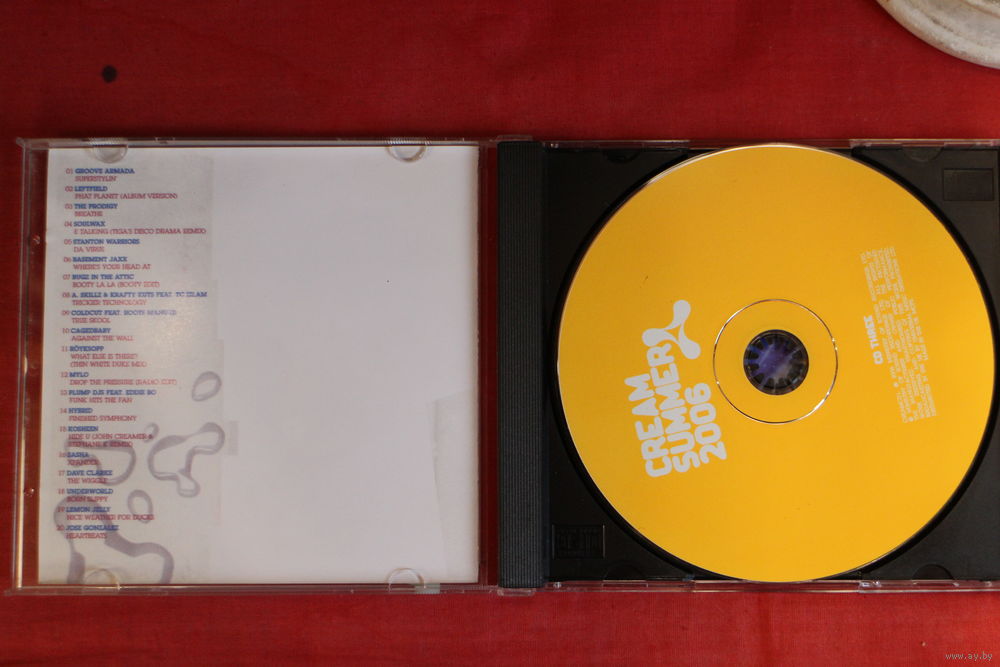 01 GROOVE ARMADA
SUPERSTYLIN'
02 LEFTFIELD
PHAT PLANET (ALBUM VERSION)
03 THE PRODIGY
BREATHE
04 SOULWAX
E TALKING (TIGA'S DISCO DRAMA REMIX)
05 STANTON WARRIORS
DA VIRUS
06 BASEMENT JAXX
WHERE'S YOUR HEAD AT
07 BUGZ IN THE ATTIC
BOOTY LA LA (BOOTY EDIT)
08 A. SKILLZ & KRAFTY KUTS FEAT. TC IZLAM
TRICKER TECHNOLOGY
09 COLDCUT FEAT. ROOTS MANUVA
TRUE SKOOL
10 CAGEDBABY
AGAINST THE WALL
11 RÖYKSOPP
WHAT ELSE IS THERE?
(THIN WHITE DUKE MIX)
12 MYLO
DROP THE PRESSURE (RADIO EDIT)
13 PLUMP DJS FEAT. EDDIE BO
FUNK HITS THE FAN
14 HYBRID
FINISHED SYMPHONY
15 KOSHEEN
HIDE U (JOHN CREAMER &
STEPHANE K REMIX)
16 SASHA
XPANDER
17 DAVE CLARKE
THE WIGGLE
18 UNDERWORLD
BORN SLIPPY
19 LEMON JELLY
NICE WEATHER FOR DUCKS
20 JOSE GONZALEZ
HEARTBEATS
CREAM
SUMMER
2006
CD THREE
www.ay.by